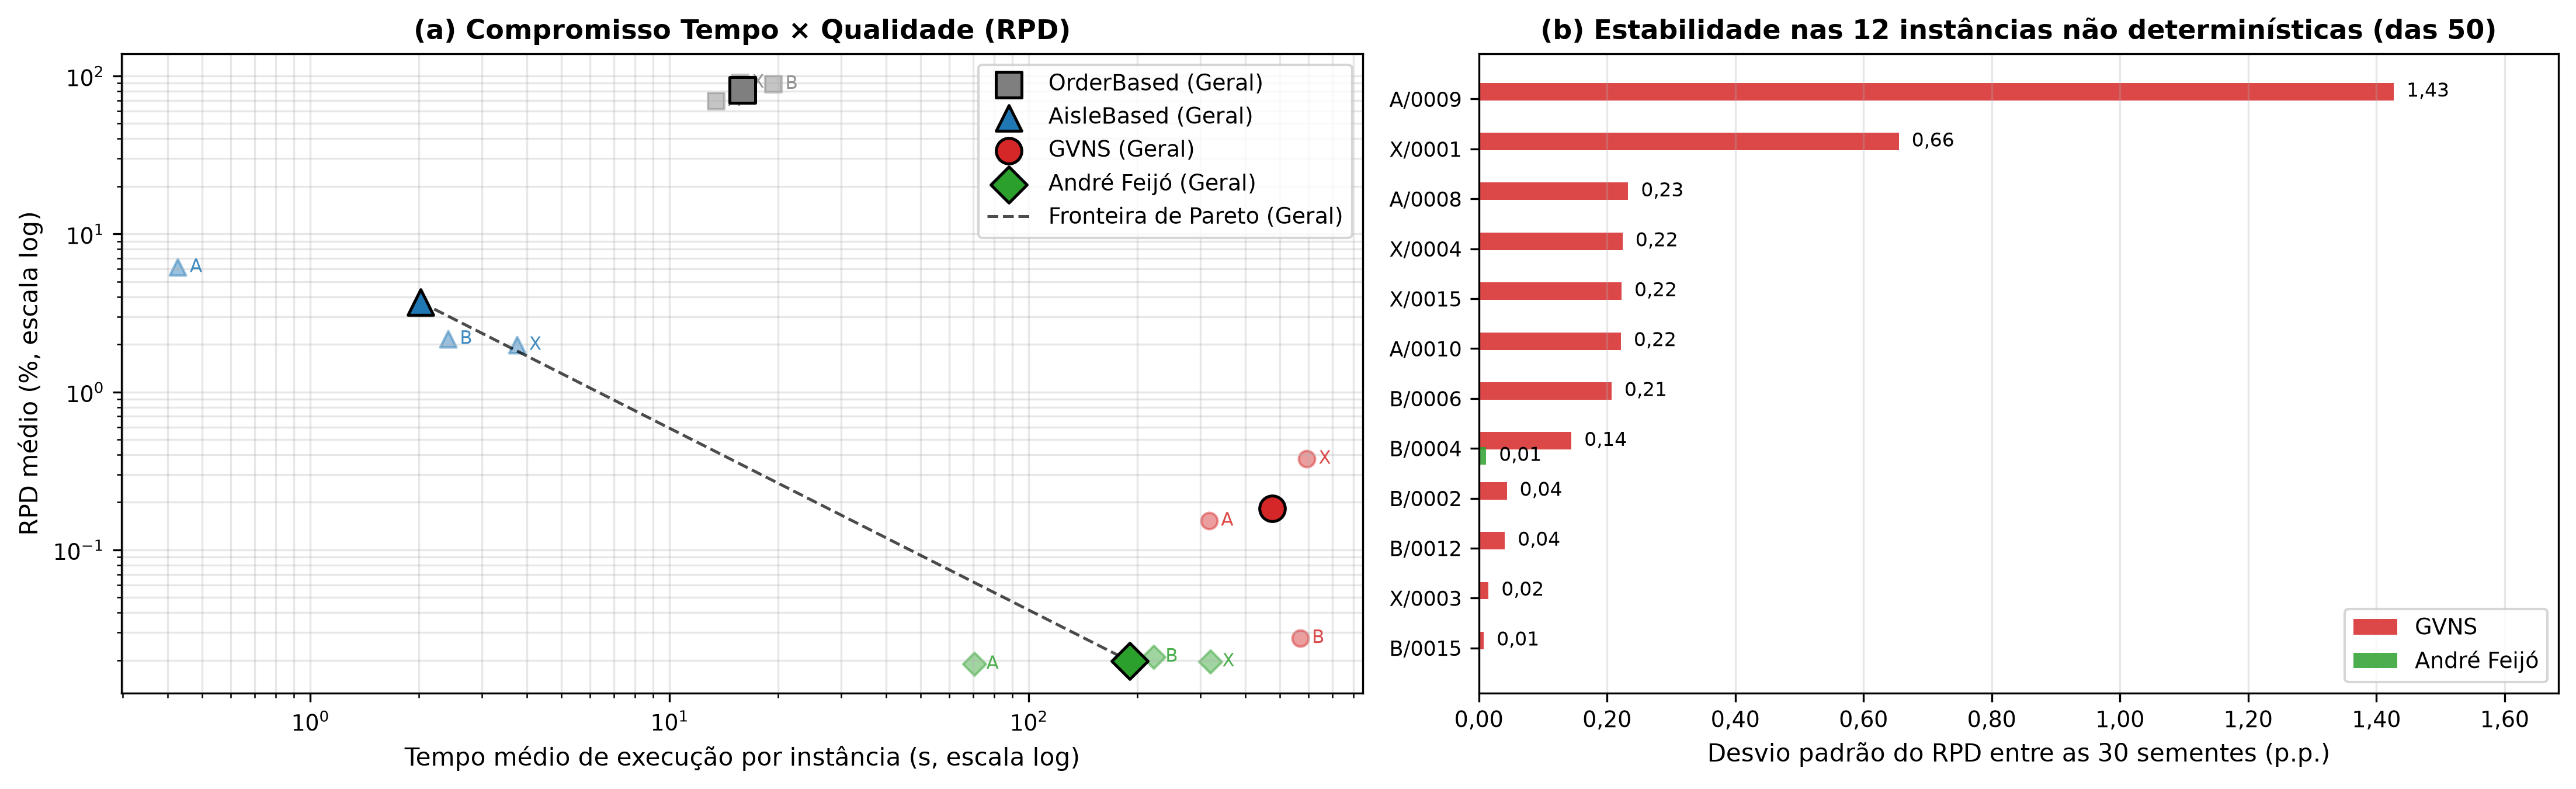 (a) Compromisso Tempo × Qualidade (RPD)
RPD médio (%, escala log)
10²
10¹
10⁰
10⁻¹
X
B
A
B
X
X
A
B
A
B
X
OrderBased (Geral)
AisleBased (Geral)
GVNS (Geral)
André Feijó (Geral)
Fronteira de Pareto (Geral)
10⁰
10¹
10²
Tempo médio de execução por instância (s, escala log)
(b) Estabilidade nas 12 instâncias não determinísticas (das 50)
A/0009 1,43
X/0001 0,66
A/0008 0,23
X/0004 0,22
X/0015 0,22
A/0010 0,22
B/0006 0,21
B/0004 0,14
0,01
B/0002 0,04
B/0012 0,04
X/0003 0,02
B/0015 0,01
GVNS
André Feijó
0,00 0,20 0,40 0,60 0,80 1,00 1,20 1,40 1,60
Desvio padrão do RPD entre as 30 sementes (p.p.)